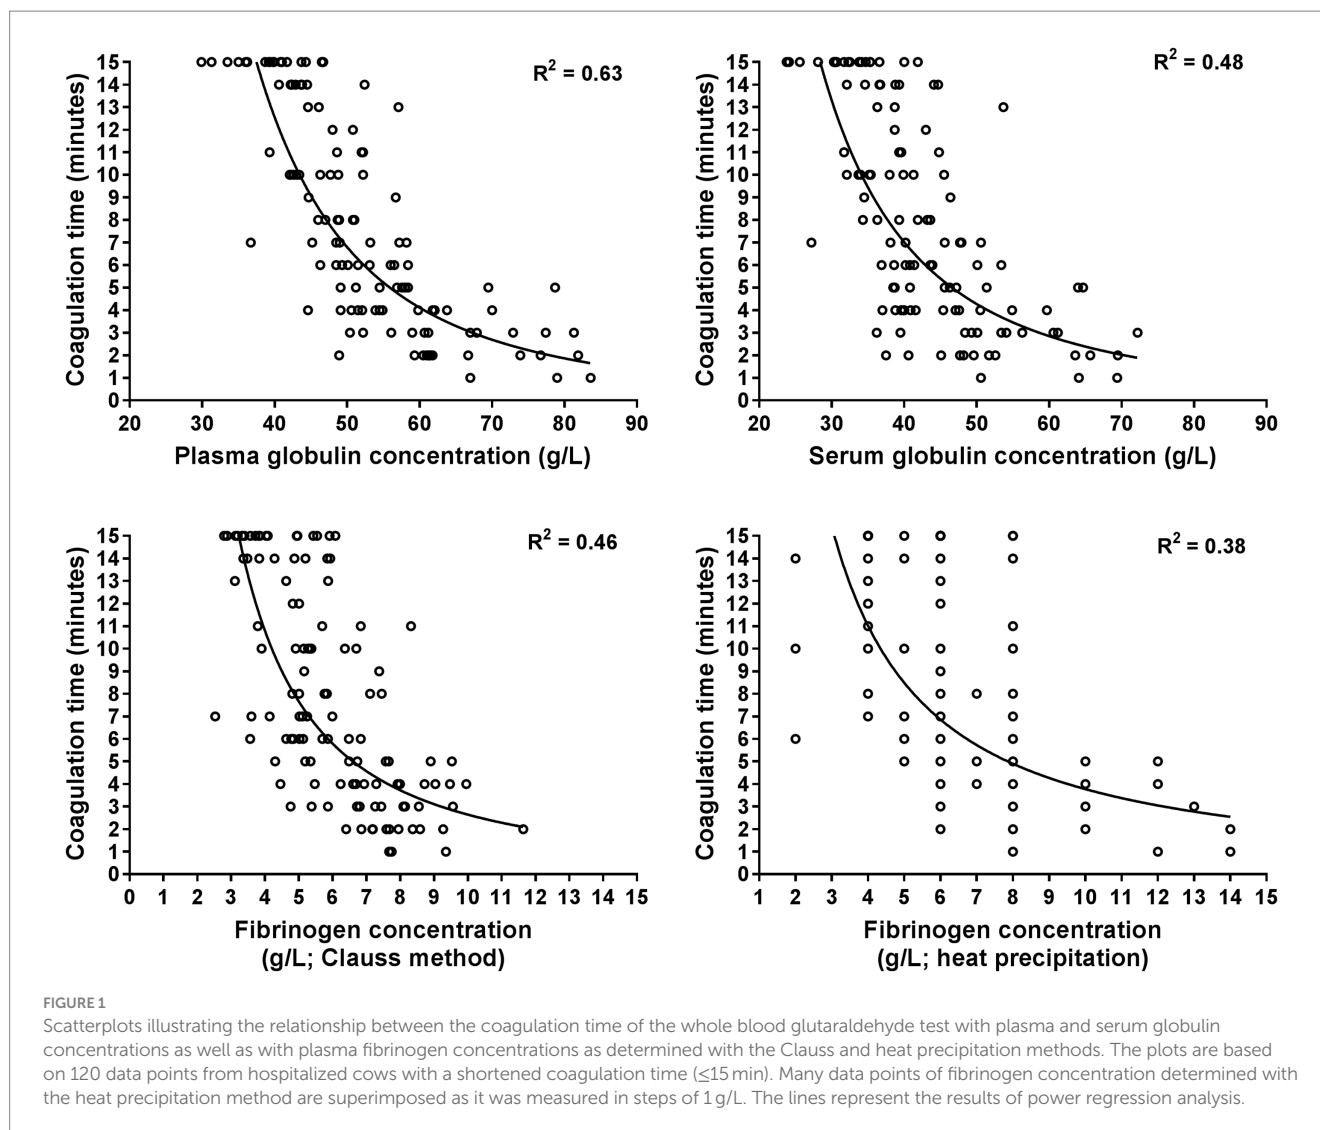 R2 = 0.63
Coagulation time (minutes)
15
14
13
12
11
10
9
8
7
6
5
4
3
2
1
0
20 30 40 50 60 70 80 90
Plasma globulin concentration (g/L)
R2 = 0.48
Coagulation time (minutes)
15
14
13
12
11
10
9
8
7
6
5
4
3
2
1
0
20 30 40 50 60 70 80 90
Serum globulin concentration (g/L)
R2 = 0.46
Coagulation time (minutes)
15
14
13
12
11
10
9
8
7
6
5
4
3
2
1
0
0 1 2 3 4 5 6 7 8 9 10 11 12 13 14 15
Fibrinogen concentration
(g/L; Clauss method)
R2 = 0.38
Coagulation time (minutes)
15
14
13
12
11
10
9
8
7
6
5
4
3
2
1
0
1 2 3 4 5 6 7 8 9 10 11 12 13 14 15
Fibrinogen concentration
(g/L; heat precipitation)
FIGURE 1
Scatterplots illustrating the relationship between the coagulation time of the whole blood glutaraldehyde test with plasma and serum globulin
concentrations as well as with plasma fibrinogen concentrations as determined with the Clauss and heat precipitation methods. The plots are based
on 120 data points from hospitalized cows with a shortened coagulation time (≤15 min). Many data points of fibrinogen concentration determined with
the heat precipitation method are superimposed as it was measured in steps of 1 g/L. The lines represent the results of power regression analysis.